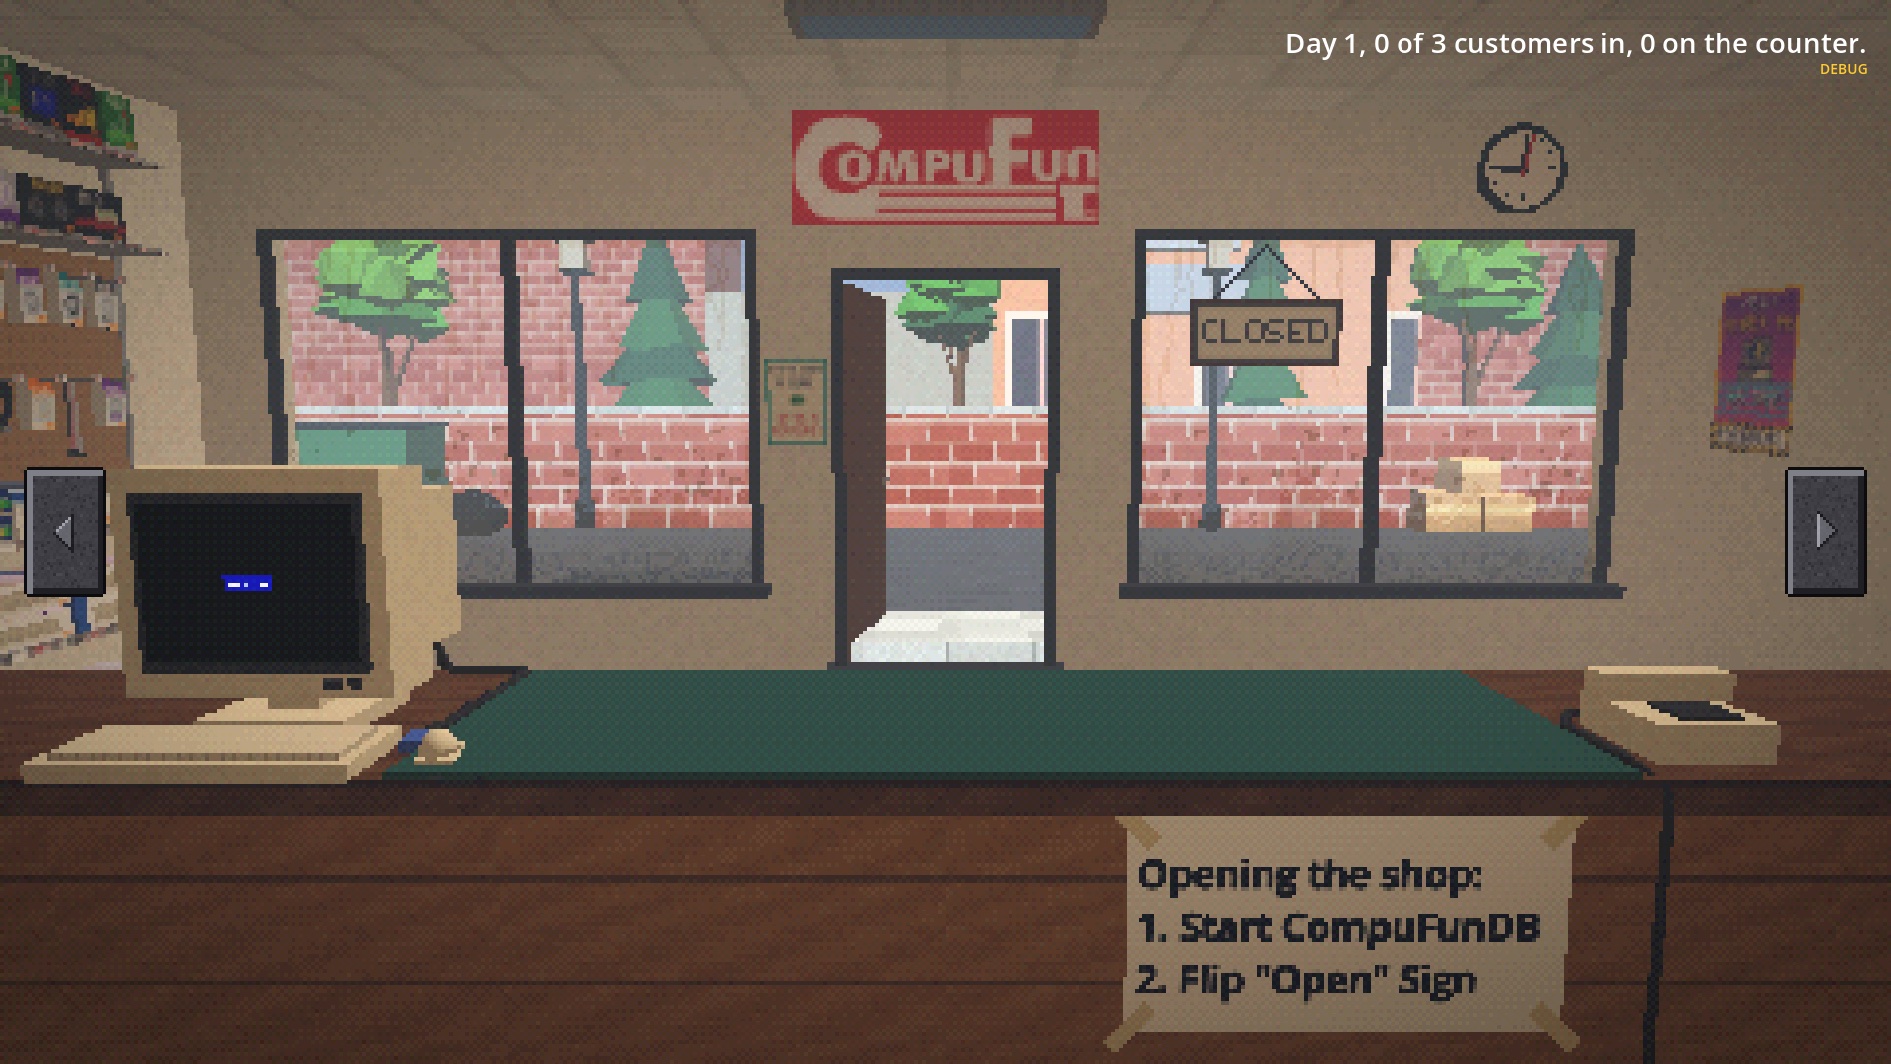 Day 1, 0 of 3 customers in, 0 on the counter.
DEBUG
COMPUFUN
CLOSED
Opening the shop:
1. Start CompuFunDB
2. Flip "Open" Sign